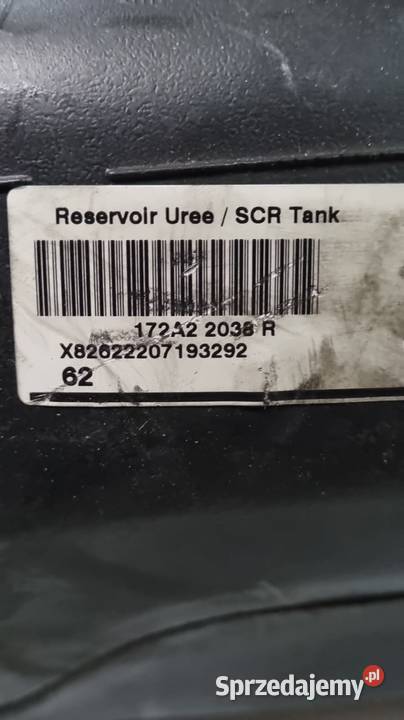 Reservoir Uree / SCR Tank
172A2 2038 R
X82622207193292
62
Sprzedajemy.pl